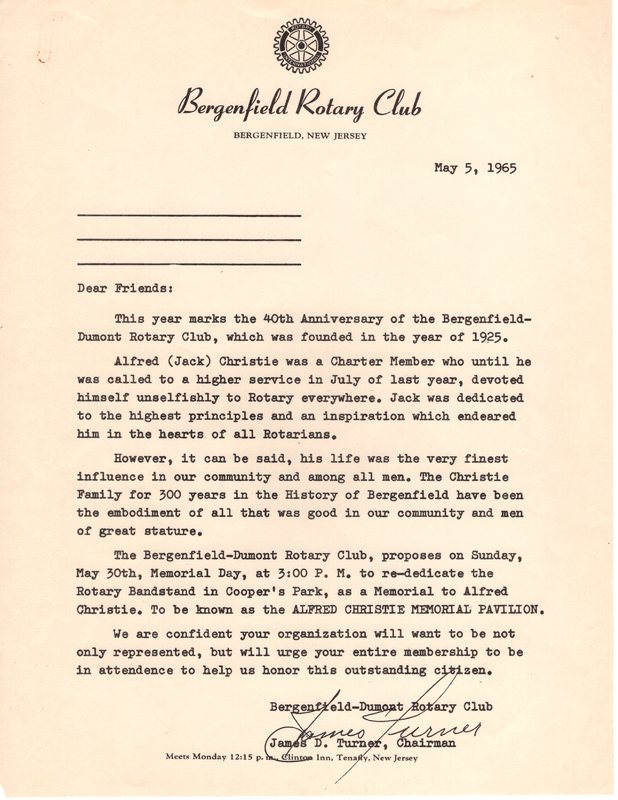 ROTARY
INTERNATIONAL
Bergenfield Rotary Club
BERGENFIELD, NEW JERSEY
May 5, 1965
Dear Friends:
This year marks the 40th Anniversary of the Bergenfield-
Dumont Rotary Club, which was founded in the year of 1925.
Alfred (Jack) Christie was a Charter Member who until he
was called to a higher service in July of last year, devoted
himself unselfishly to Rotary everywhere. Jack was dedicated
to the highest principles and an inspiration which endeared
him in the hearts of all Rotarians.
However, it can be said, his life was the very finest
influence in our community and among all men. The Christie
Family for 300 years in the History of Bergenfield have been
the embodiment of all that was good in our community and men
of great stature.
The Bergenfield-Dumont Rotary Club, proposes on Sunday,
May 30th, Memorial Day, at 3:00 P. M. to re-dedicate the
Rotary Bandstand in Cooper's Park, as a Memorial to Alfred
Christie. To be known as the ALFRED CHRISTIE MEMORIAL PAVILION.
We are confident your organization will want to be not
only represented, but will urge your entire membership to be
in attendence to help us honor this outstanding citizen.
Bergenfield-Dumont Rotary Club
James Turner
James D. Turner, Chairman
Meets Monday 12:15 p. m., Clinton Inn, Tenafly, New Jersey